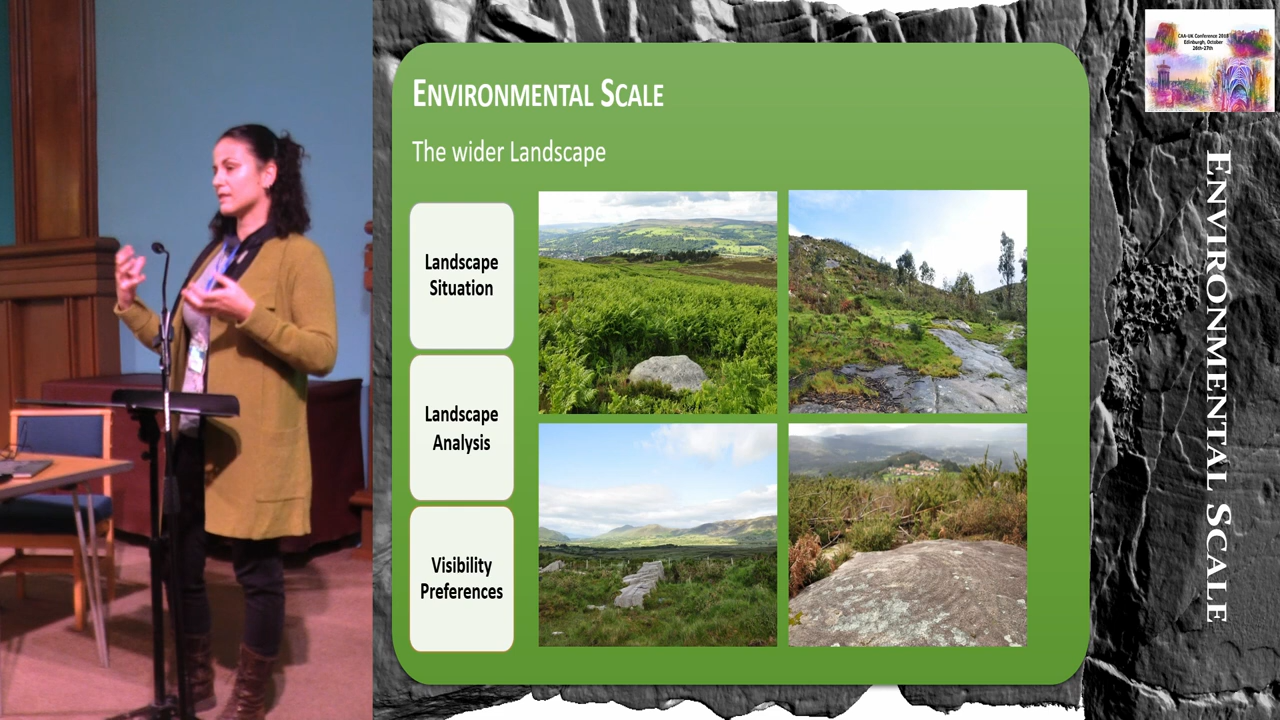 ENVIRONMENTAL SCALE
The wider Landscape
Landscape
Situation
Landscape
Analysis
Visibility
Preferences
CAA-UK Conference 2018
Edinburgh, October
26th-27th
ENVIRONMENTAL SCALE